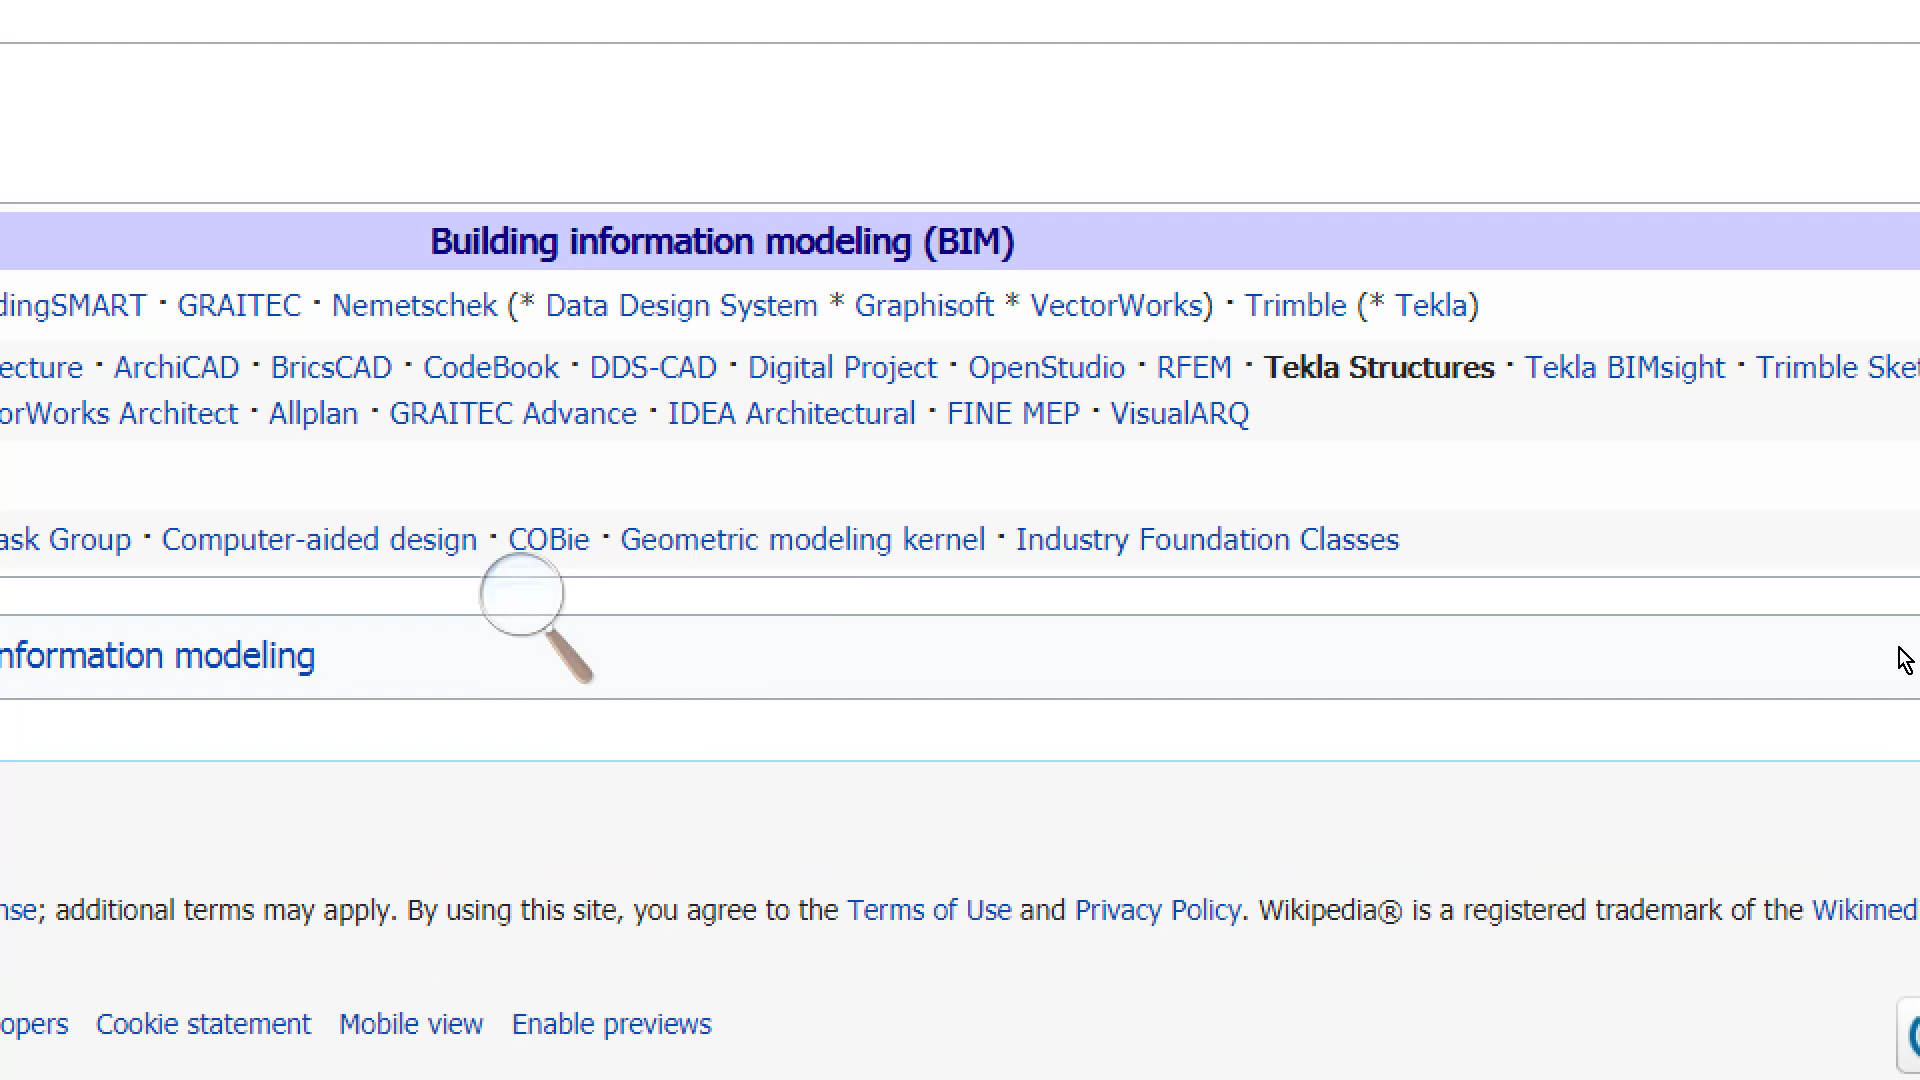 Building information modeling (BIM)
dingSMART · GRAITEC · Nemetschek (* Data Design System * Graphisoft * VectorWorks) · Trimble (* Tekla)
ecture · ArchiCAD · BricsCAD · CodeBook · DDS-CAD · Digital Project · OpenStudio · RFEM · Tekla Structures · Tekla BIMsight · Trimble Sket
orWorks Architect · Allplan · GRAITEC Advance · IDEA Architectural · FINE MEP · VisualARQ
ask Group · Computer-aided design · COBie · Geometric modeling kernel · Industry Foundation Classes
nformation modeling
nse; additional terms may apply. By using this site, you agree to the Terms of Use and Privacy Policy. Wikipedia® is a registered trademark of the Wikimed
opers Cookie statement Mobile view Enable previews